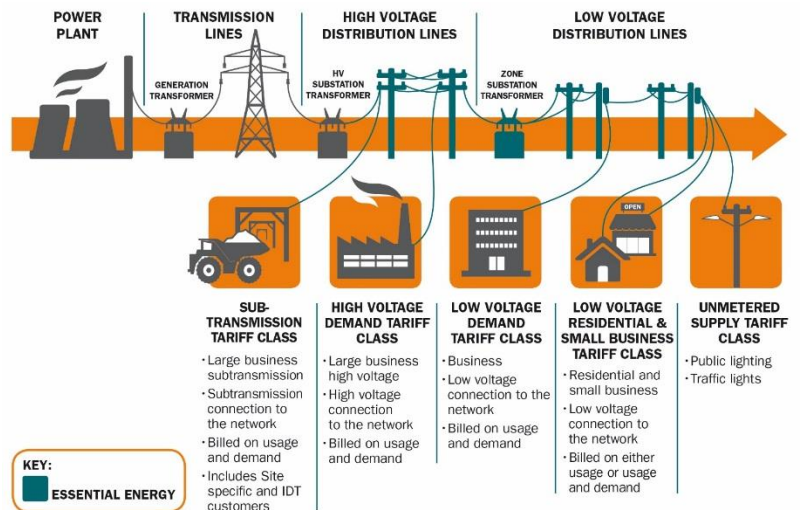 POWER
PLANT
TRANSMISSION
LINES
HIGH VOLTAGE
DISTRIBUTION LINES
LOW VOLTAGE
DISTRIBUTION LINES
GENERATION
TRANSFORMER
HV
SUBSTATION
TRANSFORMER
ZONE
SUBSTATION
TRANSFORMER
OPEN
SUB-
TRANSMISSION
TARIFF CLASS
· Large business
subtransmission
· Subtransmission
connection to
the network
· Billed on usage
and demand
· Includes Site
specific and IDT
customers
HIGH VOLTAGE
DEMAND TARIFF
CLASS
· Large business
high voltage
· High voltage
connection
to the network
· Billed on usage
and demand
LOW VOLTAGE
DEMAND
TARIFF CLASS
· Business
· Low voltage
connection to the
network
· Billed on usage
and demand
LOW VOLTAGE
RESIDENTIAL &
SMALL BUSINESS
TARIFF CLASS
· Residential and
small business
· Low voltage
connection to
the network
· Billed on either
usage or usage
and demand
UNMETERED
SUPPLY TARIFF
CLASS
· Public lighting
· Traffic lights
KEY:
ESSENTIAL ENERGY